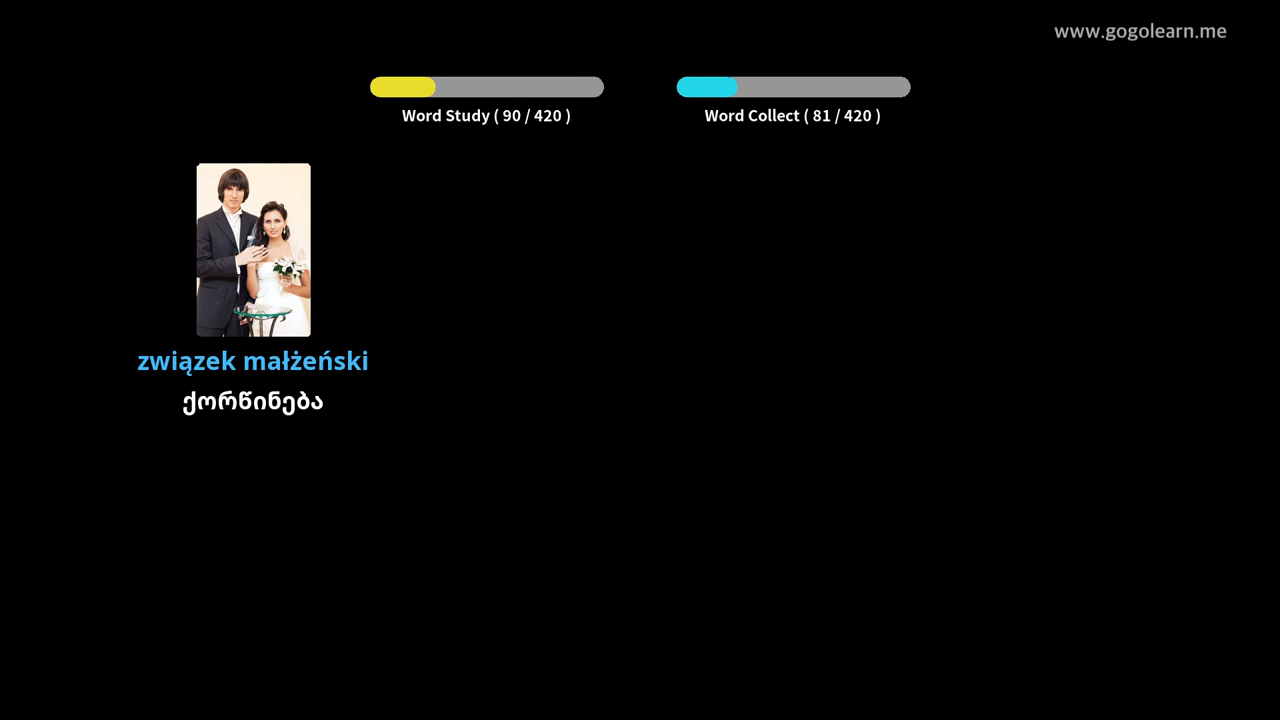 www.gogolearn.me
Word Study ( 90 / 420 )
Word Collect ( 81 / 420 )
związek małżeński
ქორწინება